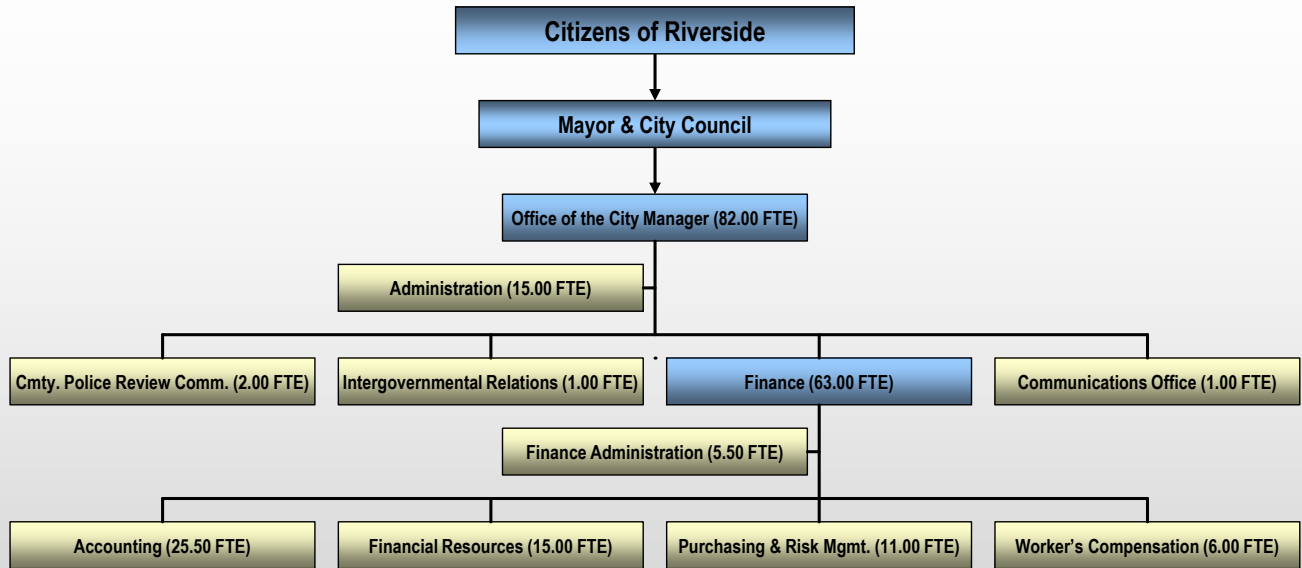 Citizens of Riverside
Mayor & City Council
Office of the City Manager (82.00 FTE)
Administration (15.00 FTE)
Cmty. Police Review Comm. (2.00 FTE)
Intergovernmental Relations (1.00 FTE)
Finance (63.00 FTE)
Communications Office (1.00 FTE)
Finance Administration (5.50 FTE)
Accounting (25.50 FTE)
Financial Resources (15.00 FTE)
Purchasing & Risk Mgmt. (11.00 FTE)
Worker's Compensation (6.00 FTE)